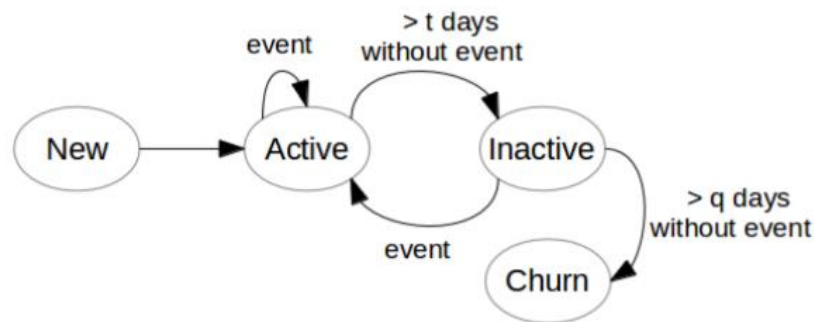 event
> t days
without event
New
Active
Inactive
> q days
without event
event
Churn